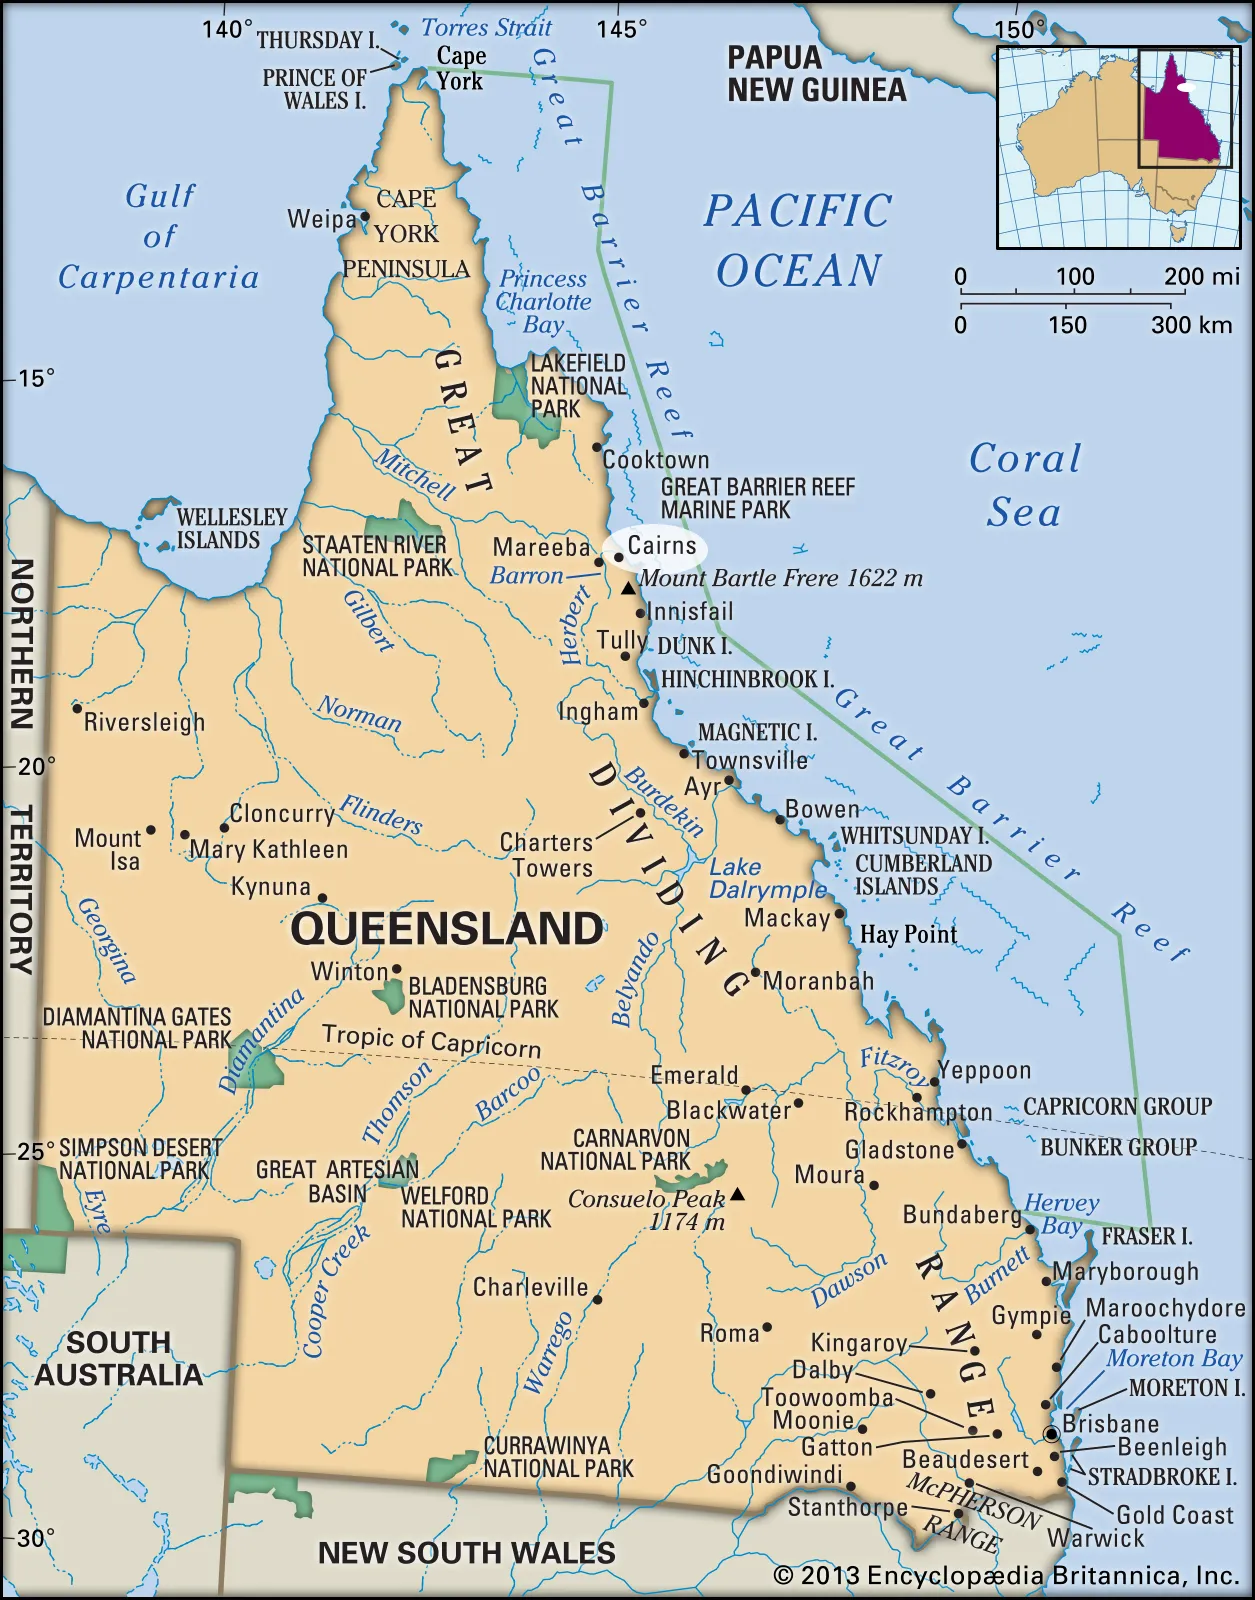 140°
145°
150°
THURSDAY I.
Torres Strait
Cape
York
PRINCE OF
WALES I.
PAPUA
NEW GUINEA
Great Barrier Reef
Gulf
of
Carpentaria
Weipa
CAPE
YORK
PENINSULA
PACIFIC
OCEAN
Princess
Charlotte
Bay
0 100 200 mi
0 150 300 km
15°
GREAT
LAKEFIELD
NATIONAL
PARK
Mitchell
Cooktown
Coral
Sea
GREAT BARRIER REEF
MARINE PARK
WELLESLEY
ISLANDS
STAATEN RIVER
NATIONAL PARK
Mareeba
Cairns
Barron
Mount Bartle Frere 1622 m
NORTHERN
TERRITORY
Gilbert
Herbert
Innisfail
Tully
DUNK I.
HINCHINBROOK I.
Ingham
Norman
Riversleigh
Great Barrier Reef
MAGNETIC I.
Townsville
20°
DIVIDING
Burdekin
Ayr
Bowen
Cloncurry
Flinders
Mount
Isa
Mary Kathleen
Charters
Towers
WHITSUNDAY I.
CUMBERLAND
ISLANDS
Lake
Dalrymple
Kynuna
Georgina
QUEENSLAND
Mackay
Hay Point
Belyando
Winton
BLADENSBURG
NATIONAL PARK
Moranbah
DIAMANTINA GATES
NATIONAL PARK
Diamantina
Tropic of Capricorn
Thomson
Barcoo
Emerald
Blackwater
Fitzroy
Yeppoon
Rockhampton
CAPRICORN GROUP
BUNKER GROUP
25°
SIMPSON DESERT
NATIONAL PARK
GREAT ARTESIAN
BASIN
WELFORD
NATIONAL PARK
CARNARVON
NATIONAL PARK
Consuelo Peak
1174 m
Gladstone
Moura
Eyre
Bundaberg
Hervey
Bay
FRASER I.
Cooper Creek
Charleville
Dawson
RANGE
Burnett
Maryborough
Gympie
Maroochydore
Caboolture
Moreton Bay
MORETON I.
SOUTH
AUSTRALIA
Warrego
Roma
Kingaroy
Dalby
Toowoomba
Moonie
Gatton
Brisbane
Beenleigh
Beaudesert
STRADBROKE I.
CURRAWINYA
NATIONAL PARK
Goondiwindi
Stanthorpe
McPHERSON
RANGE
Gold Coast
Warwick
30°
NEW SOUTH WALES
© 2013 Encyclopædia Britannica, Inc.